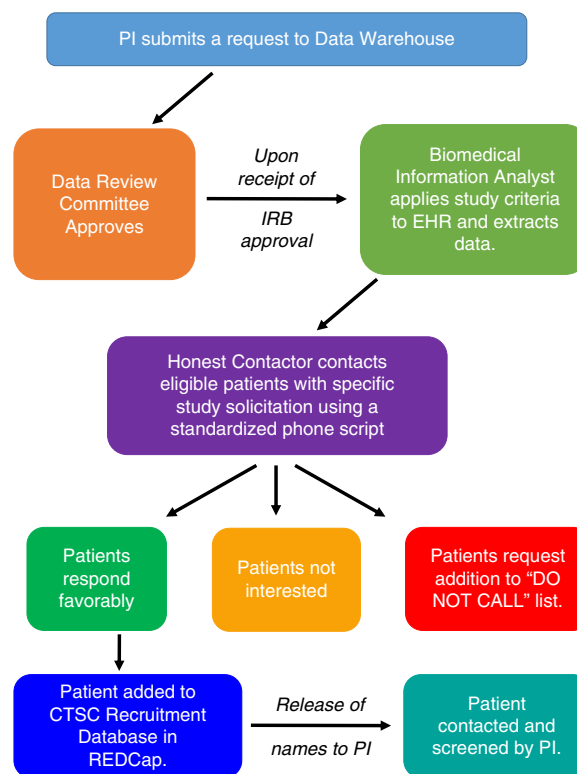 PI submits a request to Data Warehouse
Data Review
Committee
Approves
Upon
receipt of
IRB
approval
Biomedical
Information Analyst
applies study criteria
to EHR and extracts
data.
Honest Contactor contacts
eligible patients with specific
study solicitation using a
standardized phone script
Patients
respond
favorably
Patients not
interested
Patients request
addition to “DO
NOT CALL” list.
Patient added to
CTSC Recruitment
Database in
REDCap.
Release of
names to PI
Patient
contacted and
screened by PI.